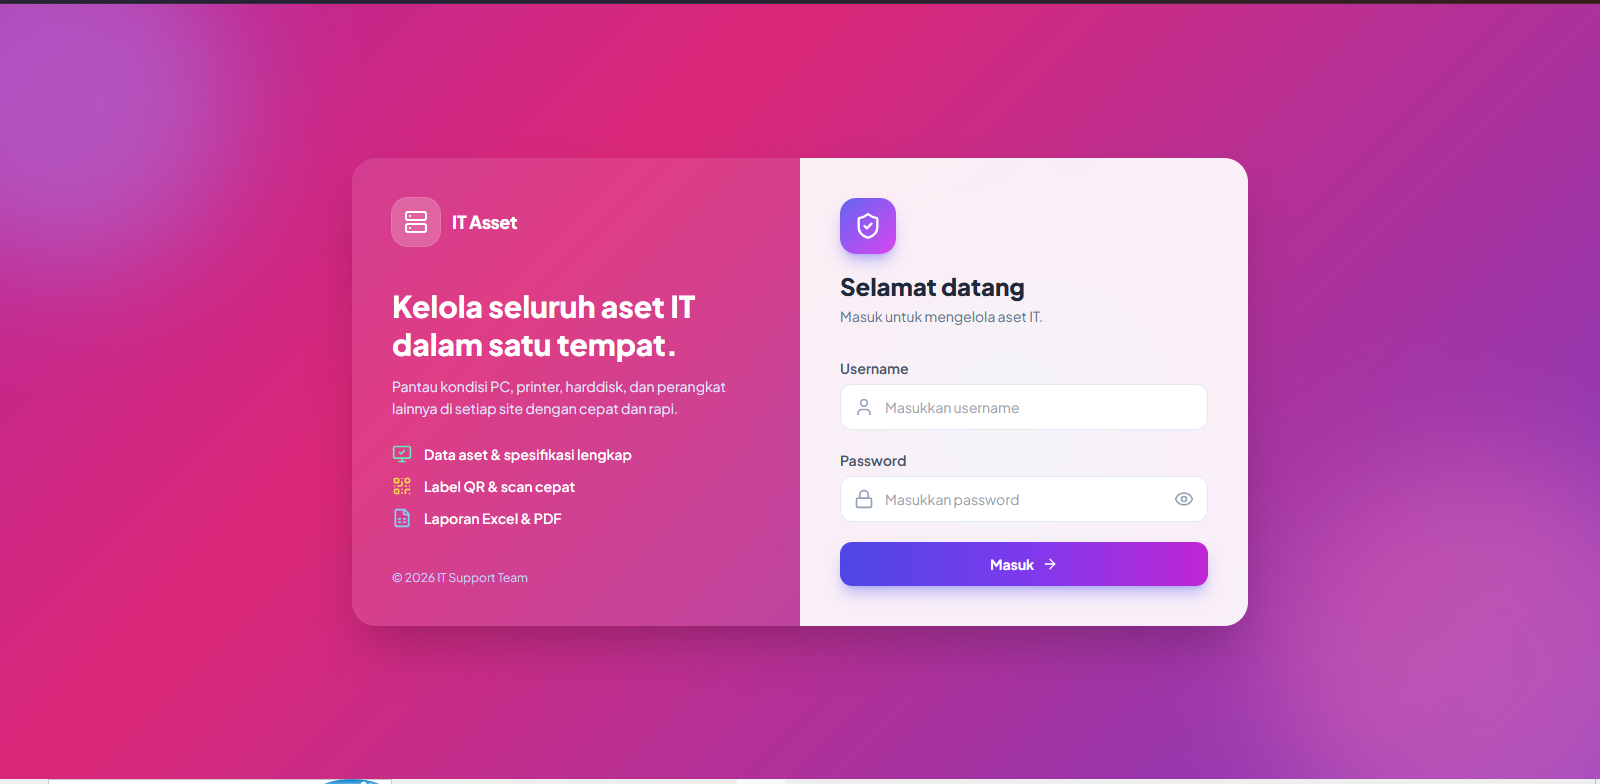 IT Asset
Kelola seluruh aset IT
dalam satu tempat.
Pantau kondisi PC, printer, harddisk, dan perangkat
lainnya di setiap site dengan cepat dan rapi.
Data aset & spesifikasi lengkap
Label QR & scan cepat
Laporan Excel & PDF
© 2026 IT Support Team
Selamat datang
Masuk untuk mengelola aset IT.
Username
Masukkan username
Password
Masukkan password
Masuk